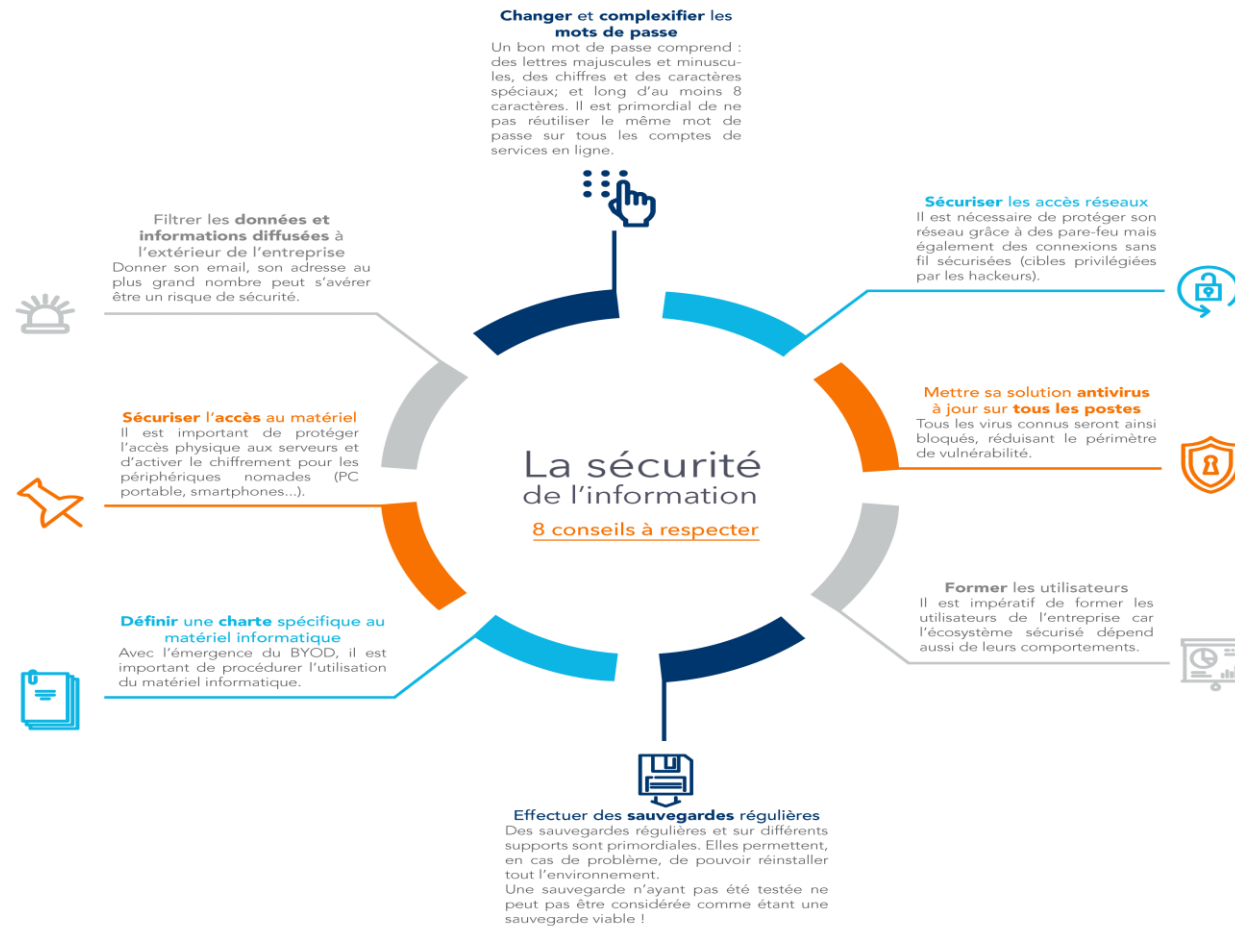 Changer et complexifier les
mots de passe
Un bon mot de passe comprend :
des lettres majuscules et minuscu-
les, des chiffres et des caractères
spéciaux; et long d'au moins 8
caractères. Il est primordial de ne
pas réutiliser le même mot de
passe sur tous les comptes de
services en ligne.
Sécuriser les accès réseaux
Il est nécessaire de protéger son
réseau grâce à des pare-feu mais
également des connexions sans
fil sécurisées (cibles privilégiées
par les hackeurs).
Mettre sa solution antivirus
à jour sur tous les postes
Tous les virus connus seront ainsi
bloqués, réduisant le périmètre
de vulnérabilité.
Former les utilisateurs
Il est impératif de former les
utilisateurs de l'entreprise car
l'écosystème sécurisé dépend
aussi de leurs comportements.
Effectuer des sauvegardes régulières
Des sauvegardes régulières et sur différents
supports sont primordiales. Elles permettent,
en cas de problème, de pouvoir réinstaller
tout l'environnement.
Une sauvegarde n'ayant pas été testée ne
peut pas être considérée comme étant une
sauvegarde viable !
Définir une charte spécifique au
matériel informatique
Avec l'émergence du BYOD, il est
important de procédurer l'utilisation
du matériel informatique.
Sécuriser l'accès au matériel
Il est important de protéger
l'accès physique aux serveurs et
d'activer le chiffrement pour les
périphériques nomades (PC
portable, smartphones...).
Filtrer les données et
informations diffusées à
l'extérieur de l'entreprise
Donner son email, son adresse au
plus grand nombre peut s'avérer
être un risque de sécurité.
La sécurité
de l'information
8 conseils à respecter